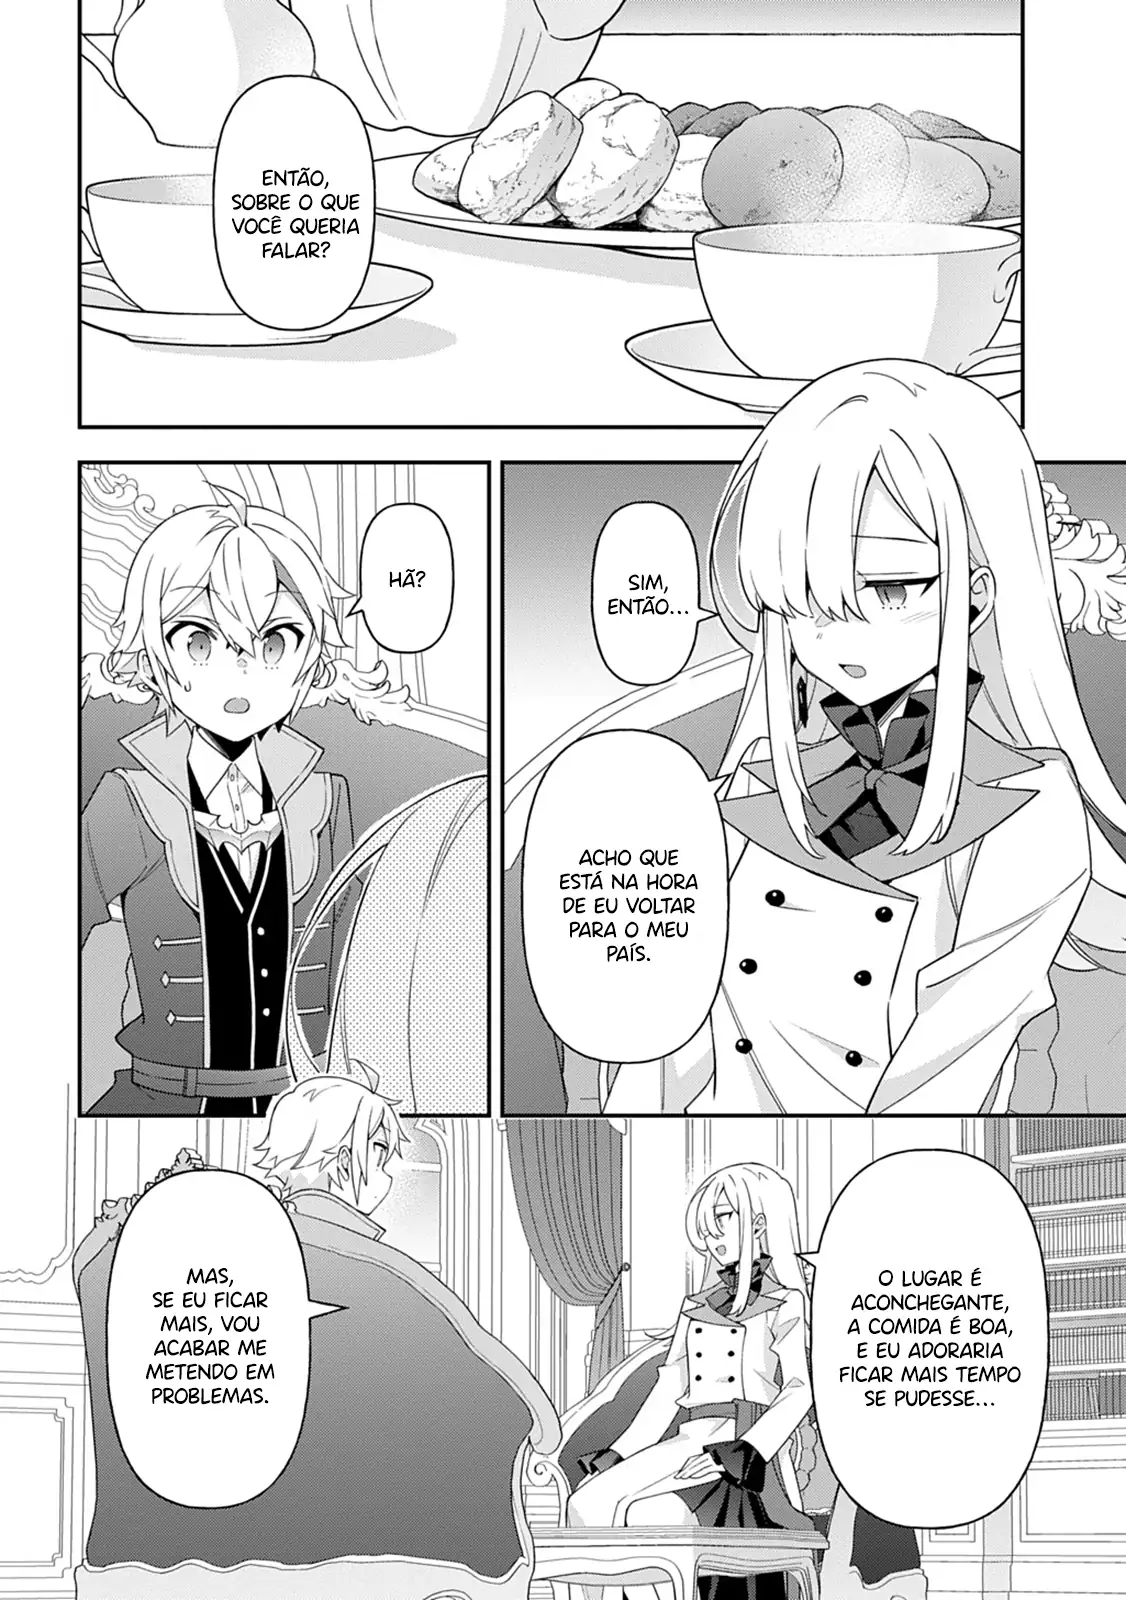 ENTÃO,
SOBRE O QUE
VOCÊ QUERIA
FALAR?
SIM,
ENTÃO...
ACHO QUE
ESTÁ NA HORA
DE EU VOLTAR
PARA O MEU
PAÍS.
HÃ?
O LUGAR É
ACONCHEGANTE,
A COMIDA É BOA,
E EU ADORARIA
FICAR MAIS TEMPO
SE PUDESSE...
MAS,
SE EU FICAR
MAIS, VOU
ACABAR ME
METENDO EM
PROBLEMAS.